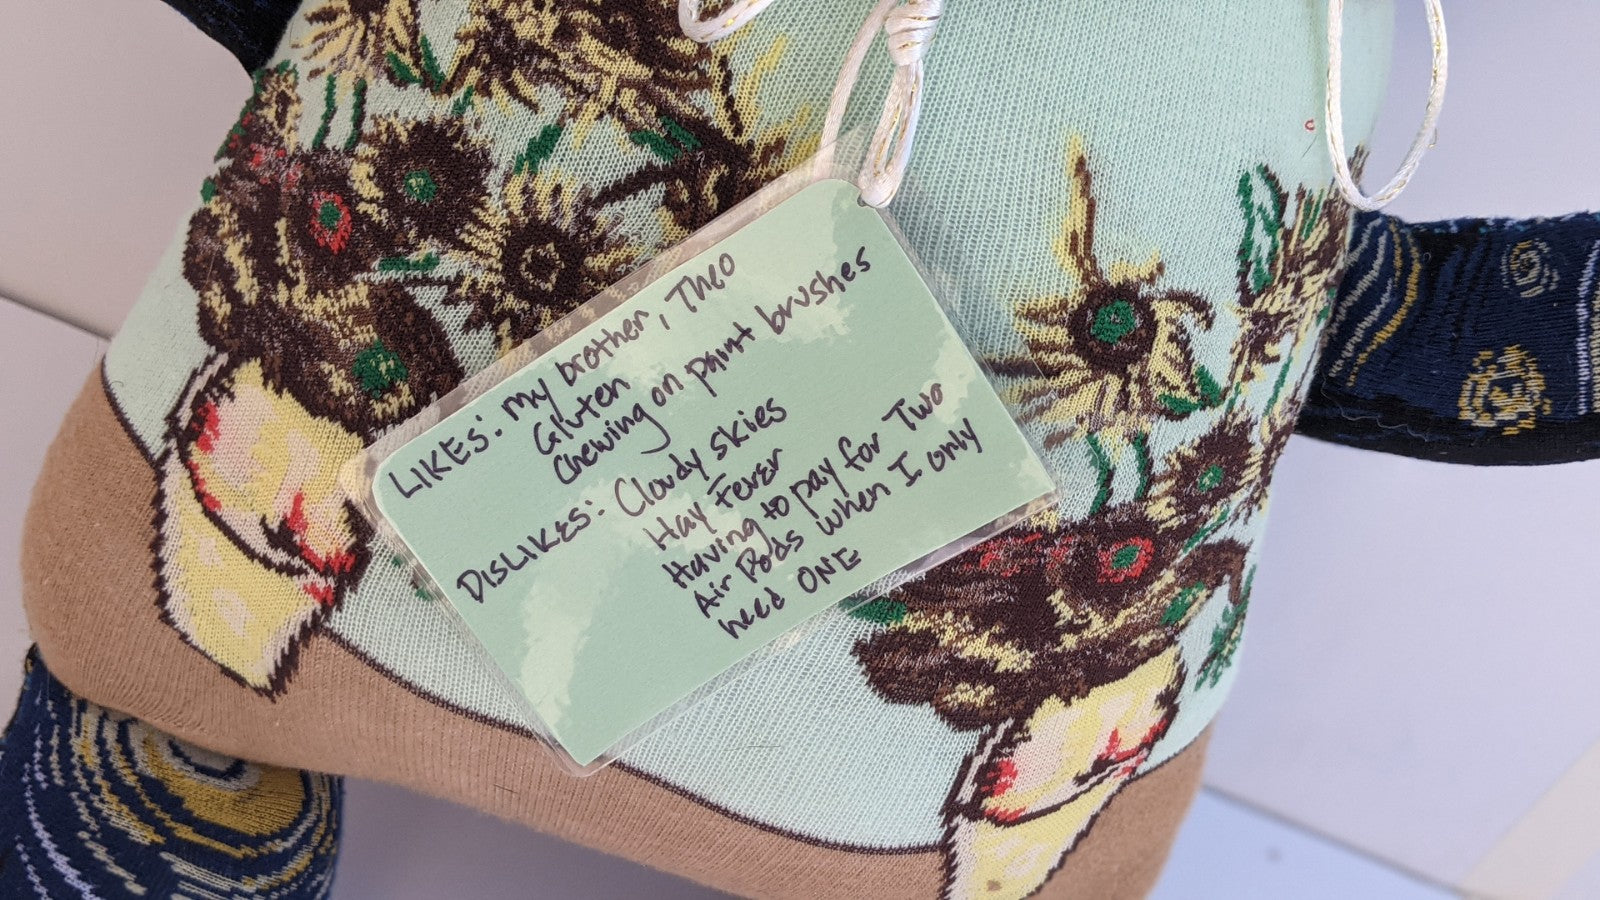 LIKES: My brother, Theo
Gluten
Chewing on paint brushes
DISLIKES: Cloudy skies
Hay Fever
Having to pay for Two
Air Pods when I only
need ONE